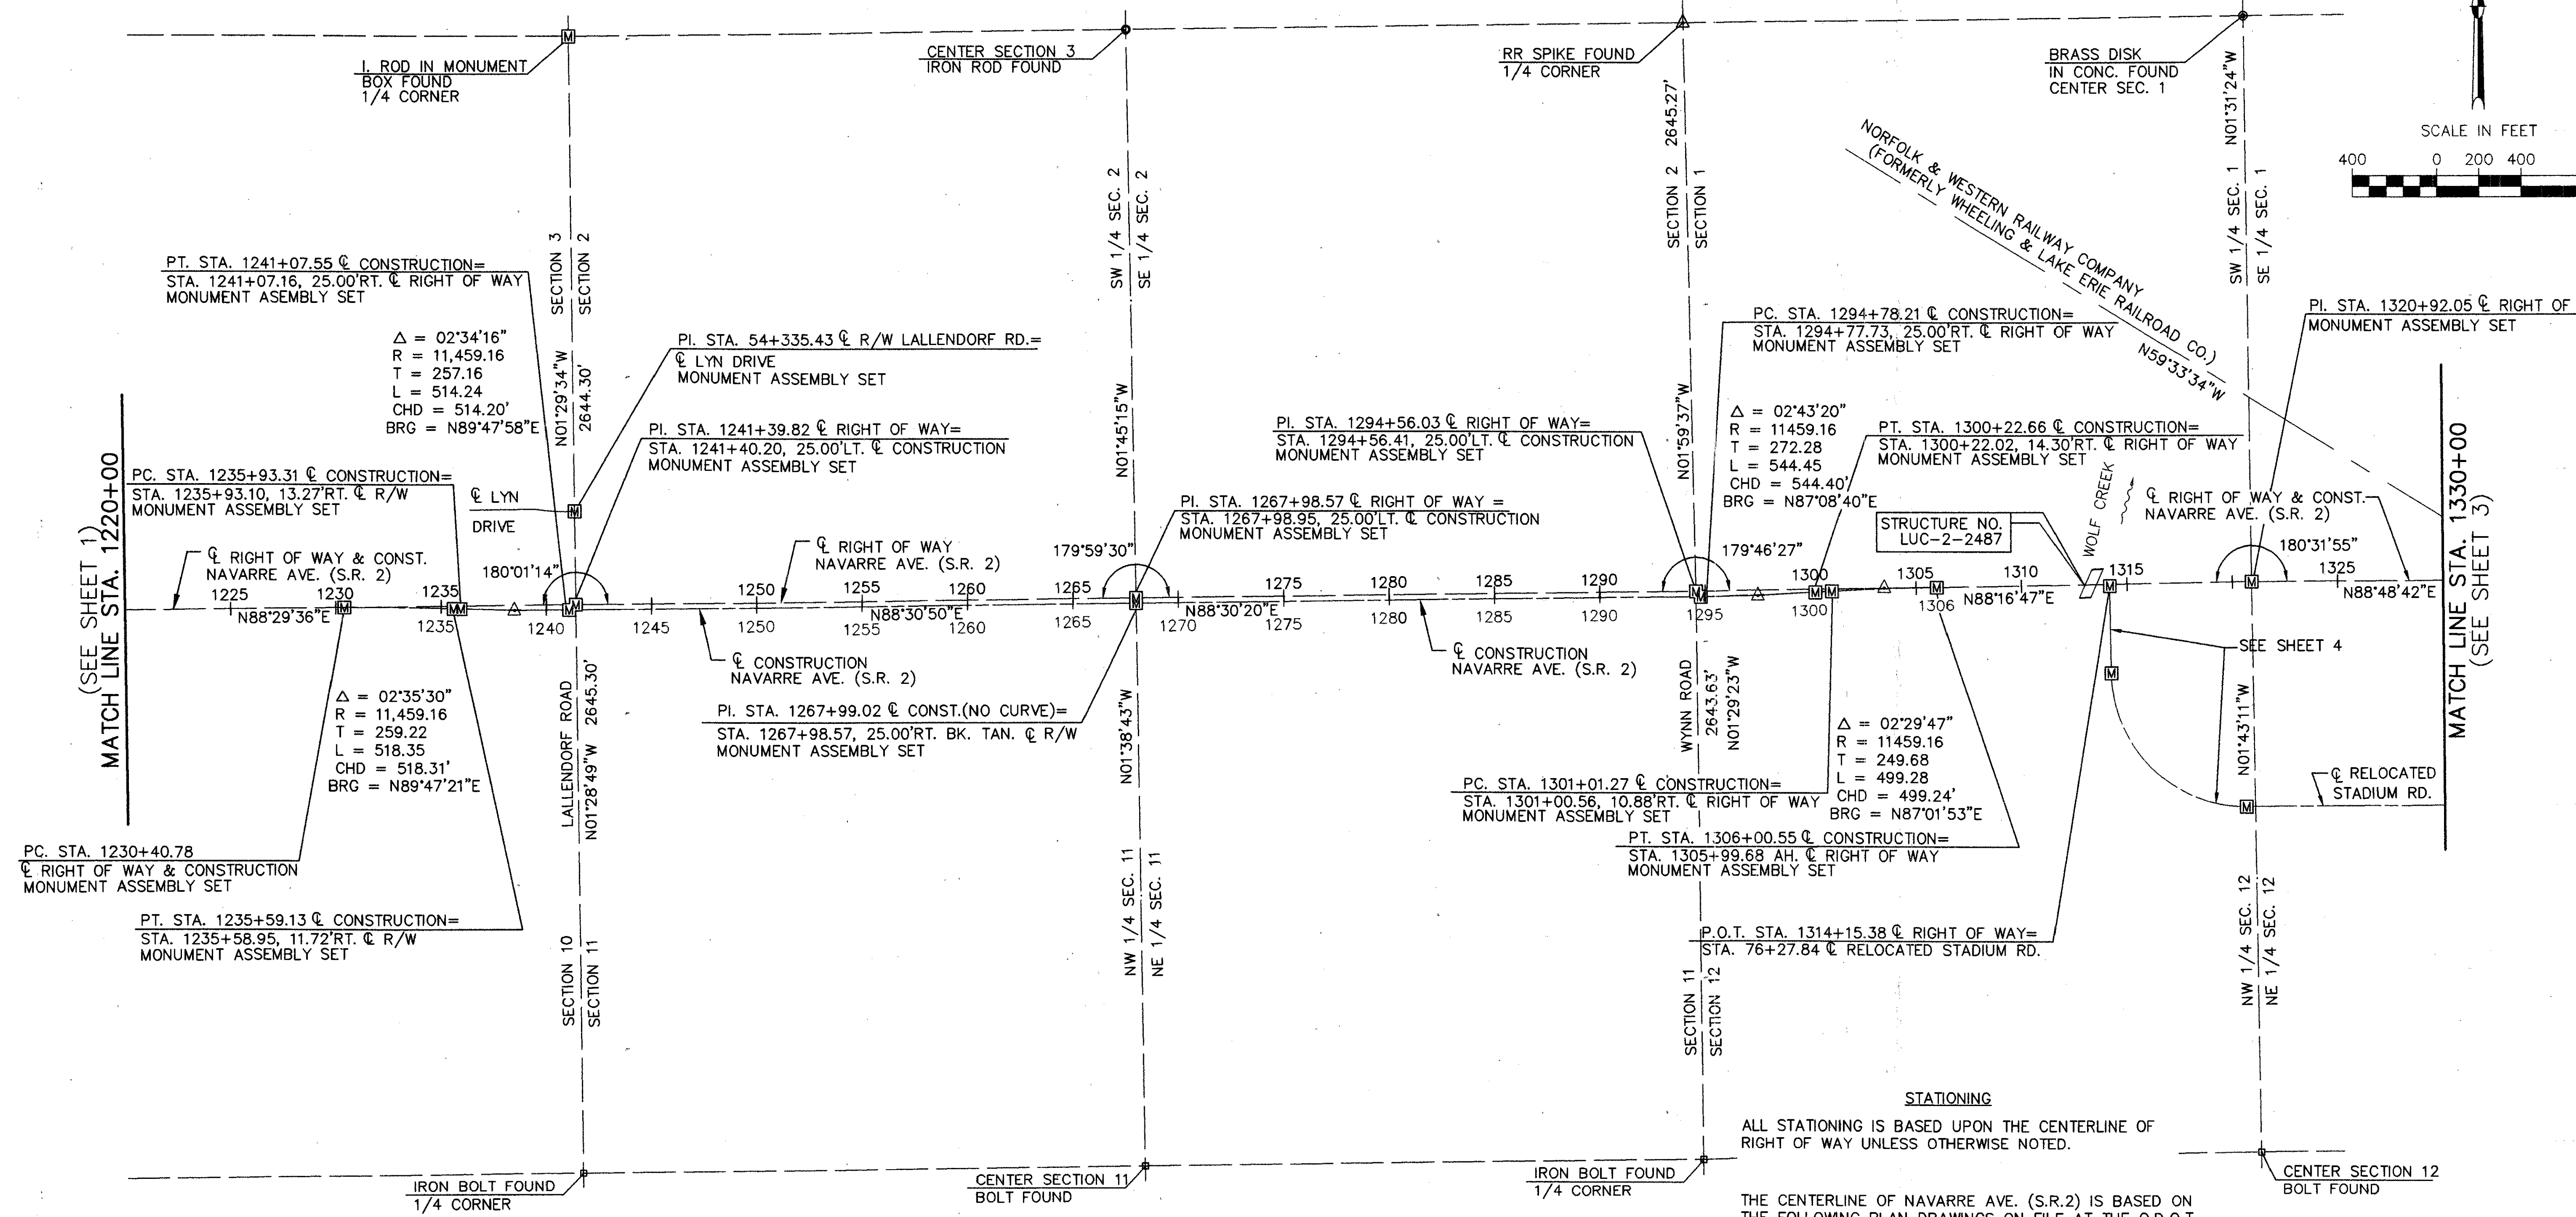 I. ROD IN MONUMENT
BOX FOUND
1/4 CORNER
CENTER SECTION 3
IRON ROD FOUND
RR SPIKE FOUND
1/4 CORNER
BRASS DISK
IN CONC. FOUND
CENTER SEC. 1
SCALE IN FEET
400 0 200 400
NORFOLK & WESTERN RAILWAY COMPANY
(FORMERLY WHEELING & LAKE ERIE RAILROAD CO.)
N59°33'34"W
SECTION 3
SECTION 2
N01°29'34"W
2644.30'
SW 1/4 SEC. 2
SE 1/4 SEC. 2
N01°45'15"W
SECTION 2 2645.27'
SECTION 1
N01°59'37"W
SW 1/4 SEC. 1 N01°31'24"W
SE 1/4 SEC. 1
PT. STA. 1241+07.55 ℄ CONSTRUCTION=
STA. 1241+07.16, 25.00'RT. ℄ RIGHT OF WAY
MONUMENT ASEMBLY SET
Δ = 02°34'16"
R = 11,459.16
T = 257.16
L = 514.24
CHD = 514.20'
BRG = N89°47'58"E
PI. STA. 54+335.43 ℄ R/W LALLENDORF RD.=
℄ LYN DRIVE
MONUMENT ASSEMBLY SET
PI. STA. 1241+39.82 ℄ RIGHT OF WAY=
STA. 1241+40.20, 25.00'LT. ℄ CONSTRUCTION
MONUMENT ASSEMBLY SET
PC. STA. 1235+93.31 ℄ CONSTRUCTION=
STA. 1235+93.10, 13.27'RT. ℄ R/W
MONUMENT ASSEMBLY SET
℄ LYN
DRIVE
PI. STA. 1267+98.57 ℄ RIGHT OF WAY =
STA. 1267+98.95, 25.00'LT. ℄ CONSTRUCTION
MONUMENT ASSEMBLY SET
PI. STA. 1294+56.03 ℄ RIGHT OF WAY=
STA. 1294+56.41, 25.00'LT. ℄ CONSTRUCTION
MONUMENT ASSEMBLY SET
PC. STA. 1294+78.21 ℄ CONSTRUCTION=
STA. 1294+77.73, 25.00'RT. ℄ RIGHT OF WAY
MONUMENT ASSEMBLY SET
Δ = 02°43'20"
R = 11459.16
T = 272.28
L = 544.45
CHD = 544.40'
BRG = N87°08'40"E
PT. STA. 1300+22.66 ℄ CONSTRUCTION=
STA. 1300+22.02, 14.30'RT. ℄ RIGHT OF WAY
MONUMENT ASSEMBLY SET
PI. STA. 1320+92.05 ℄ RIGHT OF
MONUMENT ASSEMBLY SET
STRUCTURE NO.
LUC-2-2487
WOLF CREEK
℄ RIGHT OF WAY & CONST.
NAVARRE AVE. (S.R. 2)
MATCH LINE STA. 1220+00
(SEE SHEET 1)
MATCH LINE STA. 1330+00
(SEE SHEET 3)
℄ RIGHT OF WAY & CONST.
NAVARRE AVE. (S.R. 2)
℄ RIGHT OF WAY
NAVARRE AVE. (S.R. 2)
180°01'14"
179°59'30"
179°46'27"
180°31'55"
1225 1230 1235 1250 1255 1260 1265 1275 1280 1285 1290 1300 1305 1310 1315 1325
N88°29'36"E
N88°30'50"E
N88°30'20"E
N88°16'47"E
N88°48'42"E
1235 1240 1245 1250 1255 1260 1265 1270 1275 1280 1285 1290 1295 1300 1306
℄ CONSTRUCTION
NAVARRE AVE. (S.R. 2)
℄ CONSTRUCTION
NAVARRE AVE. (S.R. 2)
SEE SHEET 4
Δ = 02°35'30"
R = 11,459.16
T = 259.22
L = 518.35
CHD = 518.31'
BRG = N89°47'21"E
LALLENDORF ROAD
N01°28'49"W 2645.30'
PI. STA. 1267+99.02 ℄ CONST.(NO CURVE)=
STA. 1267+98.57, 25.00'RT. BK. TAN. ℄ R/W
MONUMENT ASSEMBLY SET
N01°38'43"W
WYNN ROAD
2643.63'
N01°29'23"W
N01°43'11"W
Δ = 02°29'47"
R = 11459.16
T = 249.68
L = 499.28
CHD = 499.24'
BRG = N87°01'53"E
℄ RELOCATED
STADIUM RD.
PC. STA. 1301+01.27 ℄ CONSTRUCTION=
STA. 1301+00.56, 10.88'RT. ℄ RIGHT OF WAY
MONUMENT ASSEMBLY SET
PT. STA. 1306+00.55 ℄ CONSTRUCTION=
STA. 1305+99.68 AH. ℄ RIGHT OF WAY
MONUMENT ASSEMBLY SET
PC. STA. 1230+40.78
℄ RIGHT OF WAY & CONSTRUCTION
MONUMENT ASSEMBLY SET
PT. STA. 1235+59.13 ℄ CONSTRUCTION=
STA. 1235+58.95, 11.72'RT. ℄ R/W
MONUMENT ASSEMBLY SET
P.O.T. STA. 1314+15.38 ℄ RIGHT OF WAY=
STA. 76+27.84 ℄ RELOCATED STADIUM RD.
SECTION 10
SECTION 11
NW 1/4 SEC. 11
NE 1/4 SEC. 11
SECTION 11
SECTION 12
NW 1/4 SEC. 12
NE 1/4 SEC. 12
IRON BOLT FOUND
1/4 CORNER
CENTER SECTION 11
BOLT FOUND
IRON BOLT FOUND
1/4 CORNER
CENTER SECTION 12
BOLT FOUND
STATIONING
ALL STATIONING IS BASED UPON THE CENTERLINE OF
RIGHT OF WAY UNLESS OTHERWISE NOTED.
THE CENTERLINE OF NAVARRE AVE. (S.R.2) IS BASED ON
THE FOLLOWING PLAN DRAWINGS ON FILE AT THE O.D.O.T.
M M M M M M M M M M M M M M M M M M